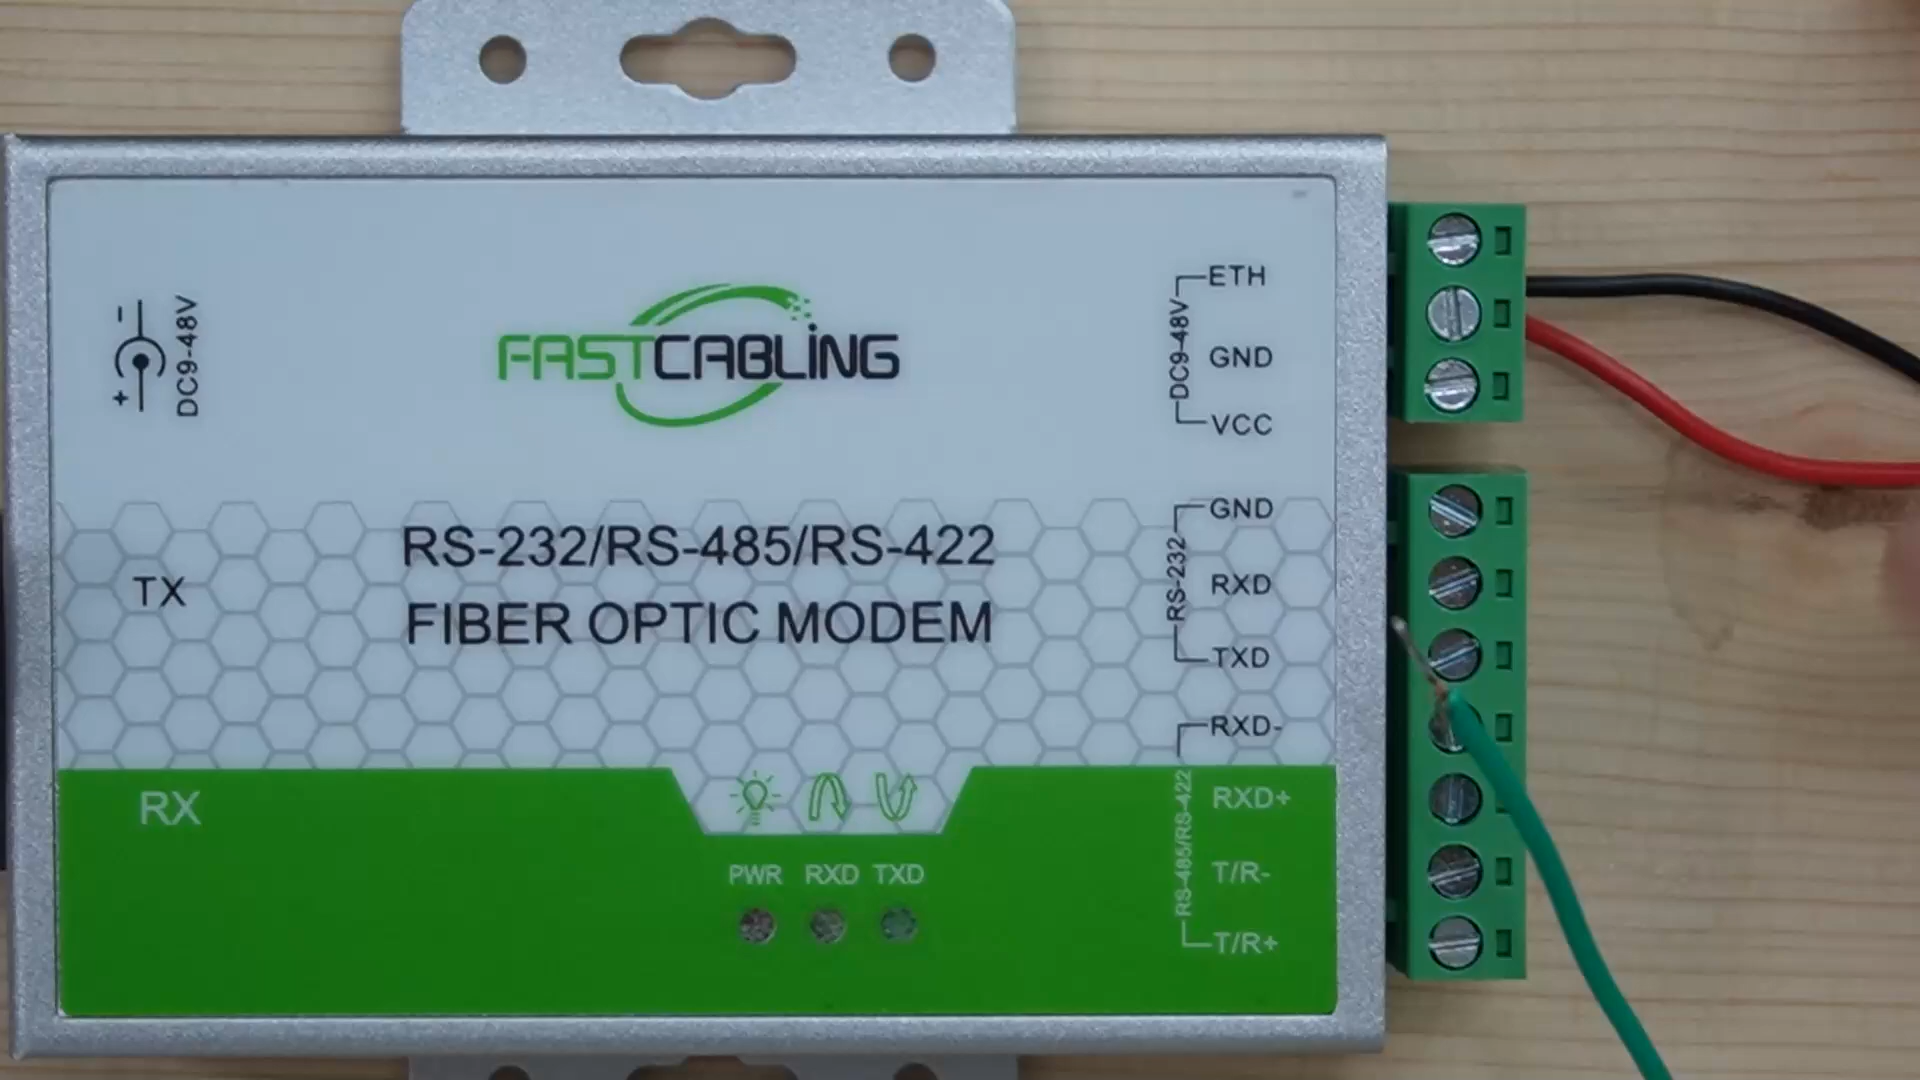 - + DC9-48V
FASTCABLING
DC9-48V
ETH
GND
VCC
RS-232/RS-485/RS-422
FIBER OPTIC MODEM
TX
RS-232
GND
RXD
TXD
RX
PWR RXD TXD
RS-485/RS-422
RXD-
RXD+
T/R-
T/R+